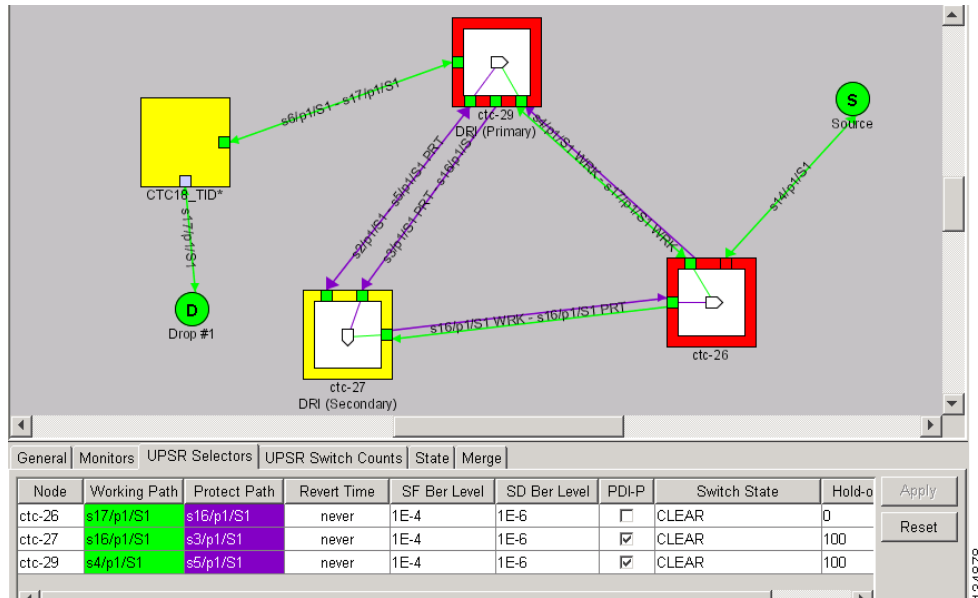 s6/p1/S1 - s17/p1/S1
ctc-29
DRI (Primary)
S
Source
CTC18_TID*
s17/p1/S1
D
Drop #1
s2/p1/S1 - s5/p1/S1 PRT
s3/p1/S1 PRT - s16/p1/S1
s4/p1/S1 WRK - s17/p1/S1 WRK
s14/p1/S1
s16/p1/S1 WRK - s16/p1/S1 PRT
ctc-26
ctc-27
DRI (Secondary)
General Monitors UPSR Selectors UPSR Switch Counts State Merge
Node Working Path Protect Path Revert Time SF Ber Level SD Ber Level PDI-P Switch State Hold-o
ctc-26 s17/p1/S1 s16/p1/S1 never 1E-4 1E-6 CLEAR 0
ctc-27 s16/p1/S1 s3/p1/S1 never 1E-4 1E-6 CLEAR 100
ctc-29 s4/p1/S1 s5/p1/S1 never 1E-4 1E-6 CLEAR 100
Apply
Reset
134878